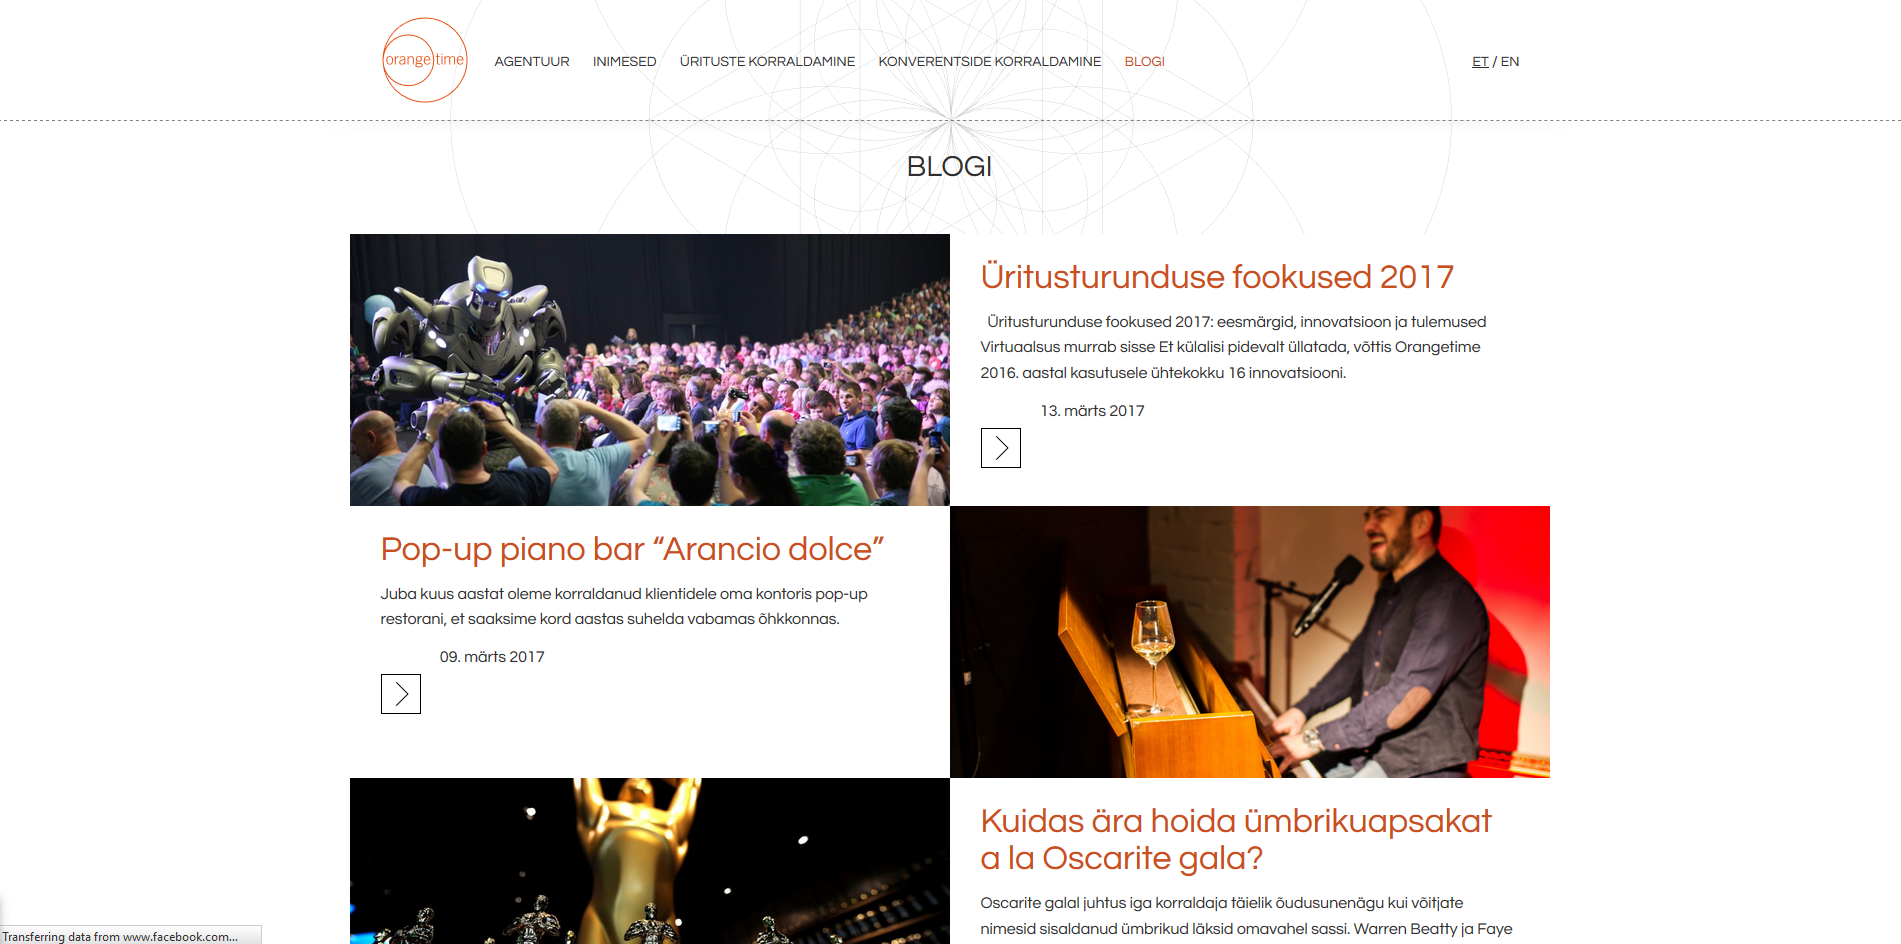 orange time
AGENTUUR INIMESED ÜRITUSTE KORRALDAMINE KONVERENTSIDE KORRALDAMINE BLOGI ET / EN
BLOGI
Üritusturunduse fookused 2017
Üritusturunduse fookused 2017: eesmärgid, innovatsioon ja tulemused
Virtuaalsus murrab sisse Et külalisi pidevalt üllatada, võttis Orangetime
2016. aastal kasutusele ühtekokku 16 innovatsiooni.
13. märts 2017
Pop-up piano bar “Arancio dolce”
Juba kuus aastat oleme korraldanud klientidele oma kontoris pop-up
restorani, et saaksime kord aastas suhelda vabamas õhkkonnas.
09. märts 2017
Kuidas ära hoida ümbrikuapsakat
a la Oscarite gala?
Oscarite galal juhtus iga korraldaja täielik õudusunenägu kui võitjate
nimesid sisaldanud ümbrikud läksid omavahel sassi. Warren Beatty ja Faye
Transferring data from www.facebook.com...